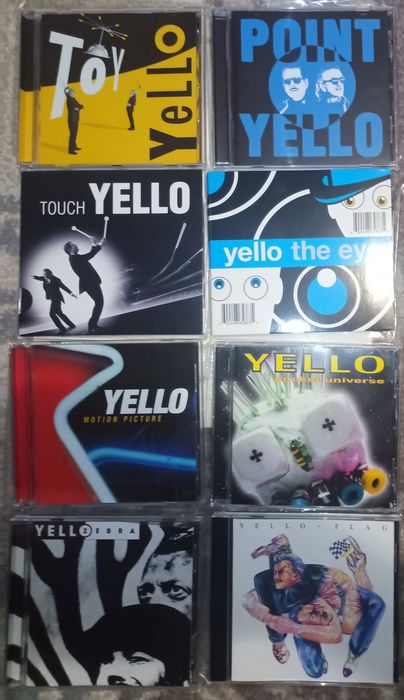 TOY
YELLO
POINT
YELLO
TOUCH YELLO
yello the eye
YELLO
MOTION PICTURE
YELLO
pocket universe
YELLO
ZEBRA
YELLO - FLAG